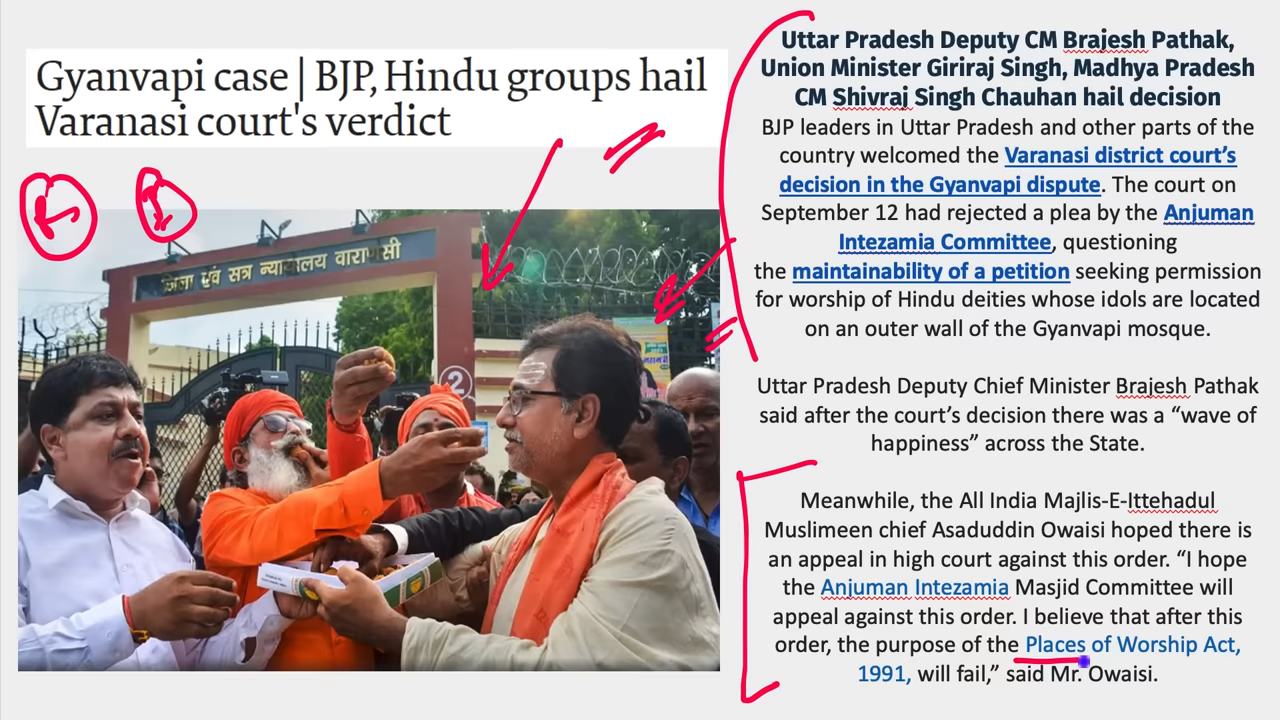 Gyanvapi case | BJP, Hindu groups hail
Varanasi court's verdict
जिला एवं सत्र न्यायालय वाराणसी
2
Uttar Pradesh Deputy CM Brajesh Pathak,
Union Minister Giriraj Singh, Madhya Pradesh
CM Shivraj Singh Chauhan hail decision
BJP leaders in Uttar Pradesh and other parts of the
country welcomed the Varanasi district court’s
decision in the Gyanvapi dispute. The court on
September 12 had rejected a plea by the Anjuman
Intezamia Committee, questioning
the maintainability of a petition seeking permission
for worship of Hindu deities whose idols are located
on an outer wall of the Gyanvapi mosque.
Uttar Pradesh Deputy Chief Minister Brajesh Pathak
said after the court’s decision there was a “wave of
happiness” across the State.
Meanwhile, the All India Majlis-E-Ittehadul
Muslimeen chief Asaduddin Owaisi hoped there is
an appeal in high court against this order. “I hope
the Anjuman Intezamia Masjid Committee will
appeal against this order. I believe that after this
order, the purpose of the Places of Worship Act,
1991, will fail,” said Mr. Owaisi.